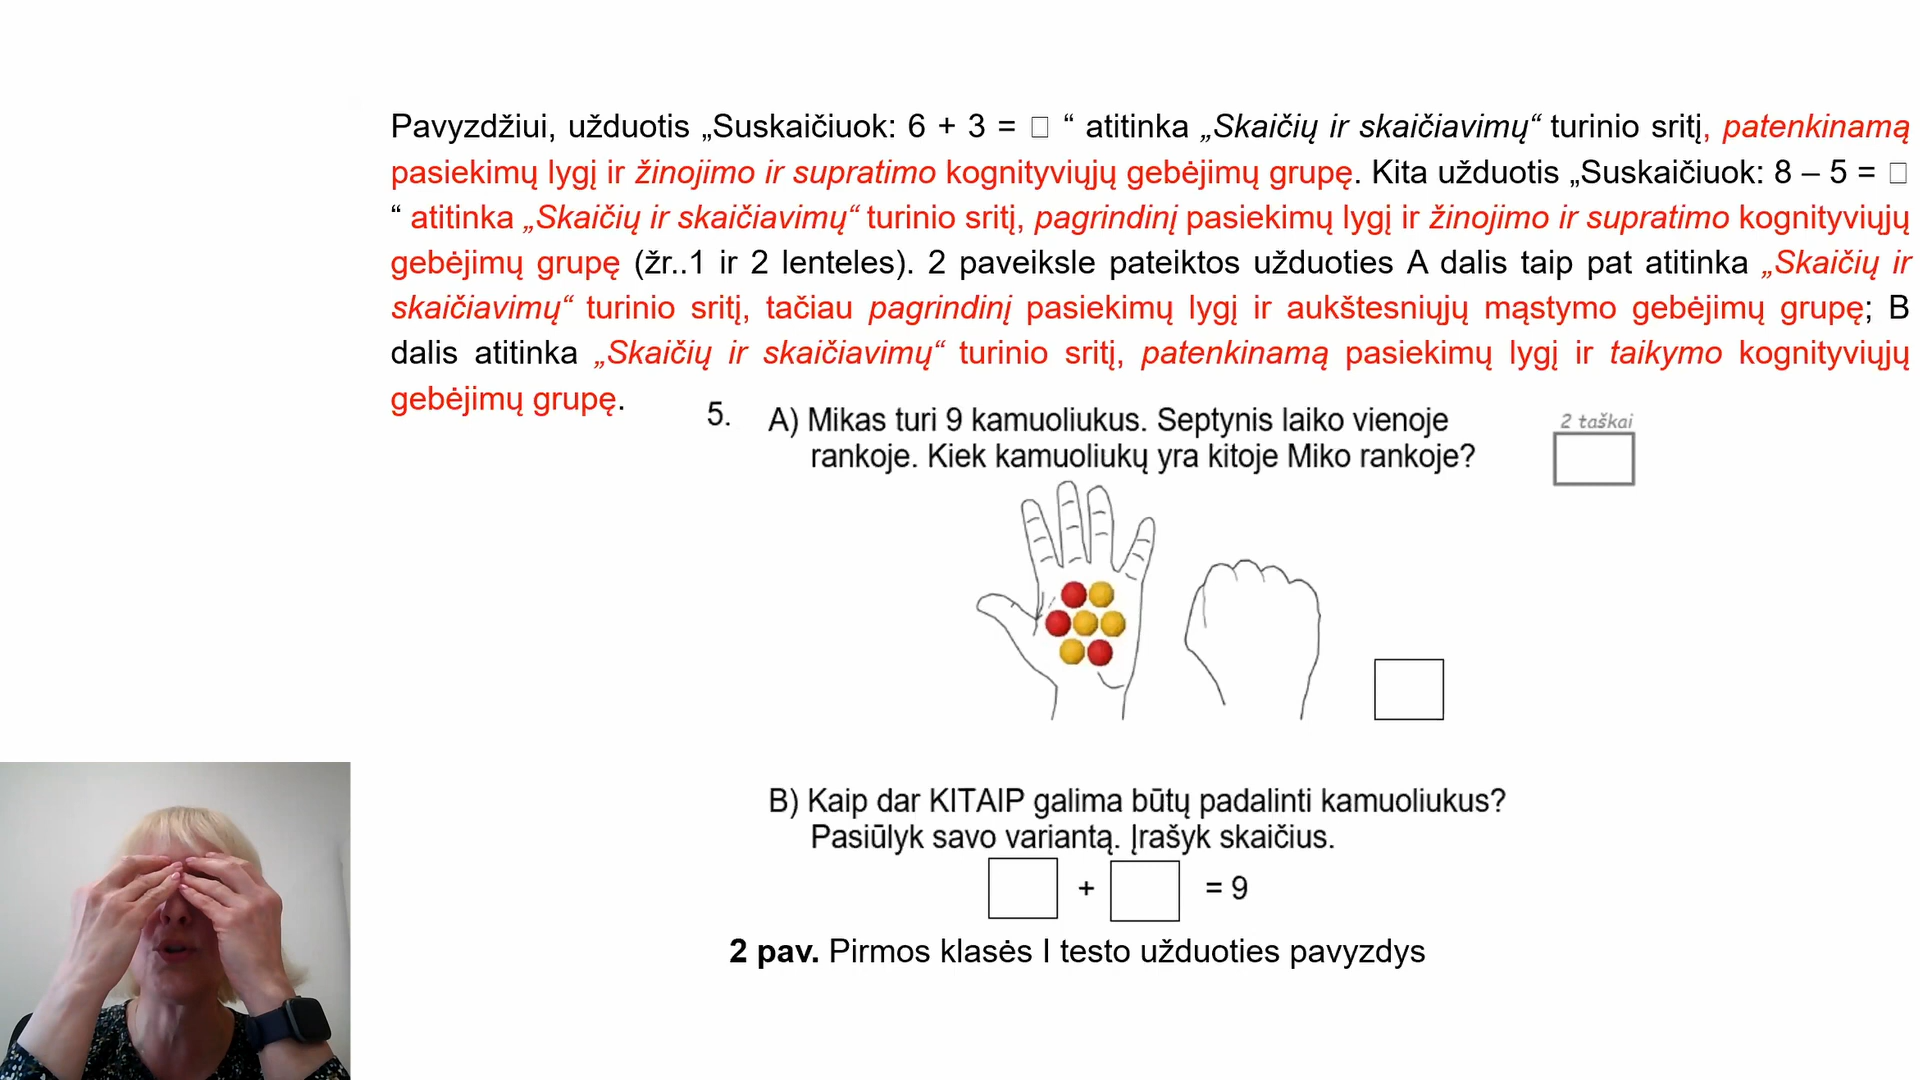 Pavyzdžiui, užduotis „Suskaičiuok: 6 + 3 = □ “ atitinka „Skaičių ir skaičiavimų“ turinio sritį, patenkinamą
pasiekimų lygį ir žinojimo ir supratimo kognityviųjų gebėjimų grupę. Kita užduotis „Suskaičiuok: 8 – 5 = □
“ atitinka „Skaičių ir skaičiavimų“ turinio sritį, pagrindinį pasiekimų lygį ir žinojimo ir supratimo kognityviųjų
gebėjimų grupę (žr..1 ir 2 lenteles). 2 paveiksle pateiktos užduoties A dalis taip pat atitinka „Skaičių ir
skaičiavimų“ turinio sritį, tačiau pagrindinį pasiekimų lygį ir aukštesniųjų mąstymo gebėjimų grupę; B
dalis atitinka „Skaičių ir skaičiavimų“ turinio sritį, patenkinamą pasiekimų lygį ir taikymo kognityviųjų
gebėjimų grupę.
5. A) Mikas turi 9 kamuoliukus. Septynis laiko vienoje
rankoje. Kiek kamuoliukų yra kitoje Miko rankoje?
2 taškai
B) Kaip dar KITAIP galima būtų padalinti kamuoliukus?
Pasiūlyk savo variantą. Įrašyk skaičius.
□ + □ = 9
2 pav. Pirmos klasės I testo užduoties pavyzdys